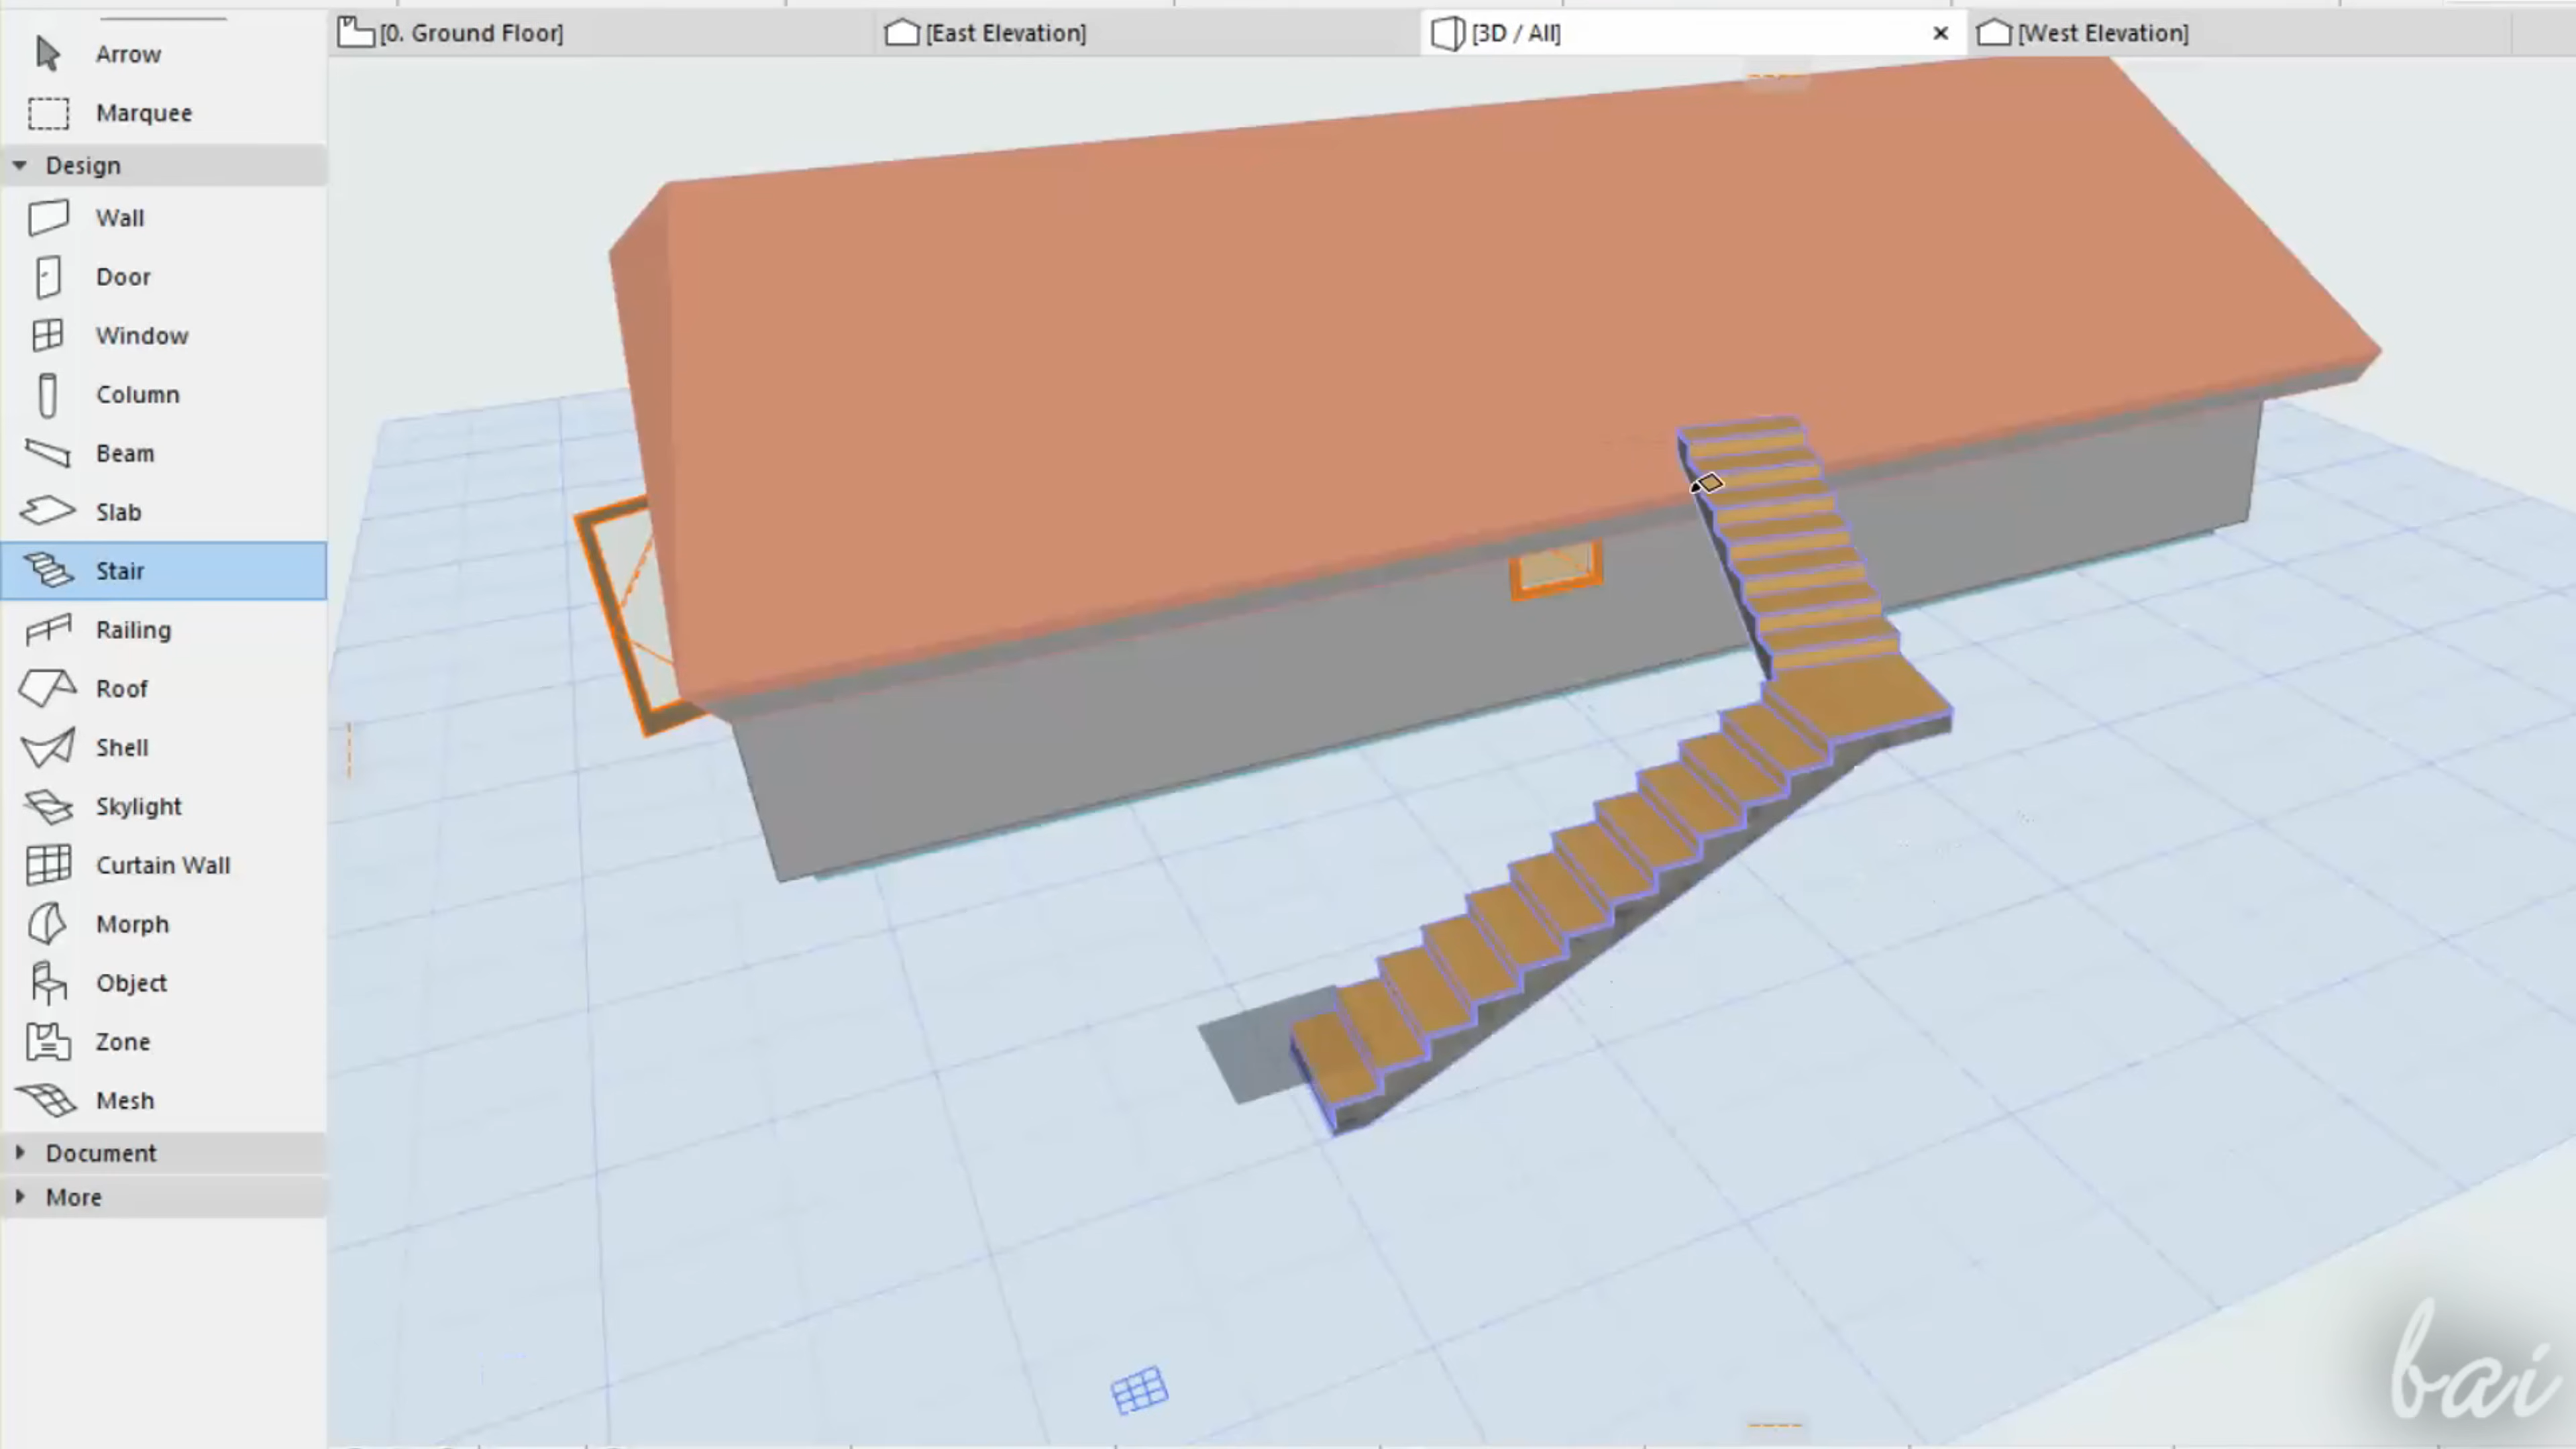 [0. Ground Floor] [East Elevation] [3D / All] [West Elevation]
Arrow
Marquee
Design
Wall
Door
Window
Column
Beam
Slab
Stair
Railing
Roof
Shell
Skylight
Curtain Wall
Morph
Object
Zone
Mesh
Document
More
bai